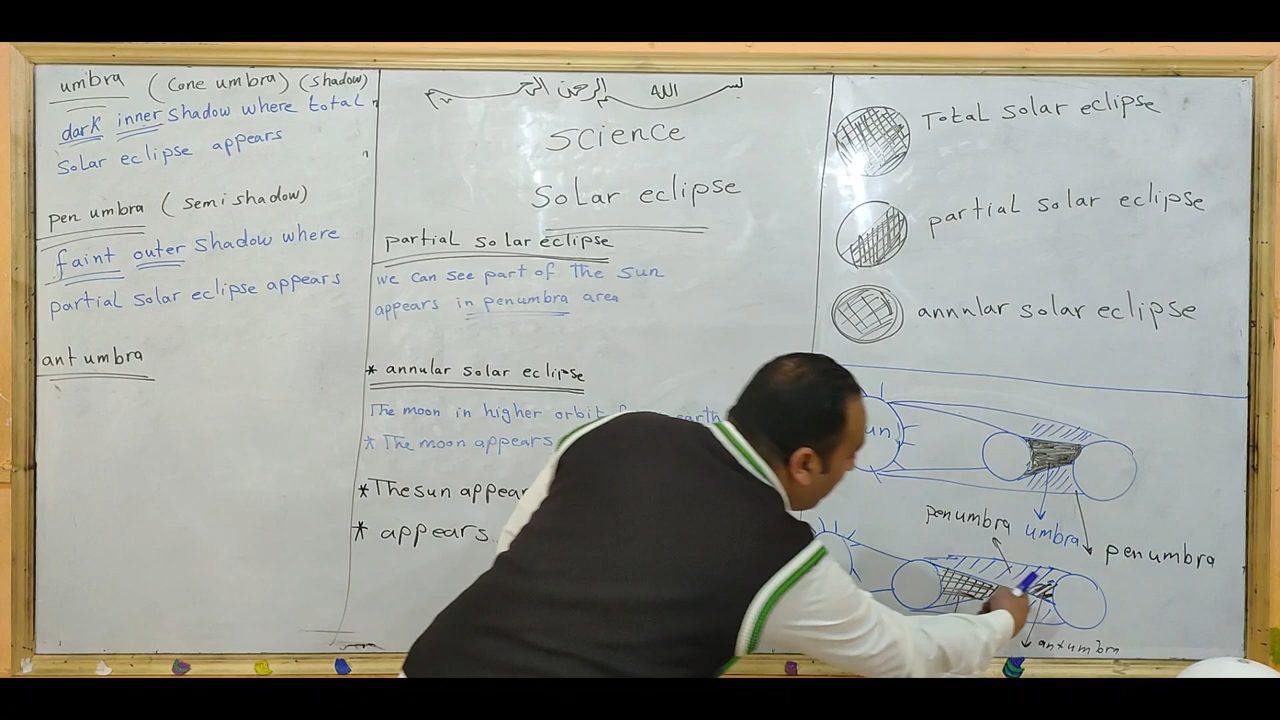 umbra (Cone umbra) (shadow)
dark inner shadow where total
solar eclipse appears
pen umbra (semi shadow)
faint outer shadow where
partial solar eclipse appears
ant umbra
بسم الله الرحمن الرحيم
Science
Solar eclipse
partial solar eclipse
we can see part of the sun
appears in penumbra area
* annular solar eclipse
The moon in higher orbit
* The moon appears
* The sun appear
* appears
Total solar eclipse
partial solar eclipse
annular solar eclipse
un
penumbra umbra
penumbra
antumbra